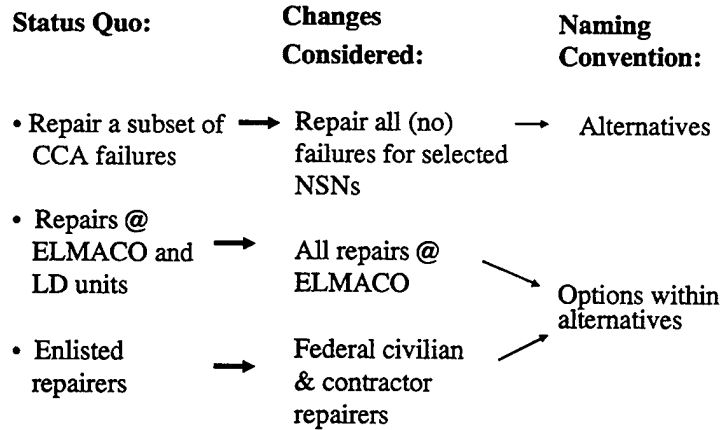 Status Quo:
Changes
Considered:
Naming
Convention:
• Repair a subset of
CCA failures
Repair all (no)
failures for selected
NSNs
Alternatives
• Repairs @
ELMACO and
LD units
All repairs @
ELMACO
Options within
alternatives
• Enlisted
repairers
Federal civilian
& contractor
repairers